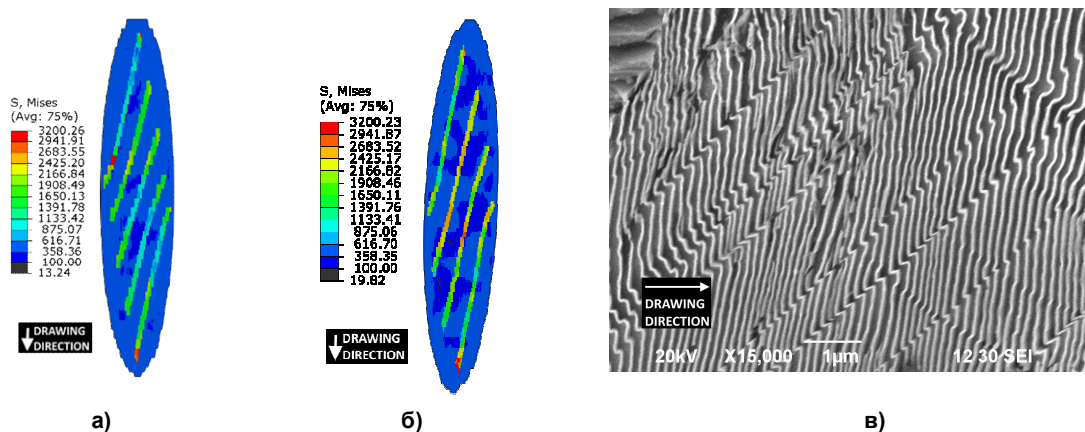 S, Mises
(Avg: 75%)
3200.26
2941.91
2683.55
2425.20
2166.84
1908.49
1650.13
1391.78
1133.42
875.07
616.71
358.36
100.00
13.24
DRAWING
DIRECTION
а)
S, Mises
(Avg: 75%)
3200.23
2941.87
2683.52
2425.17
2166.82
1908.46
1650.11
1391.76
1133.41
875.06
616.70
358.35
100.00
19.82
DRAWING
DIRECTION
б)
DRAWING
DIRECTION
20kV X15,000 1µm 12 30 SEI
в)